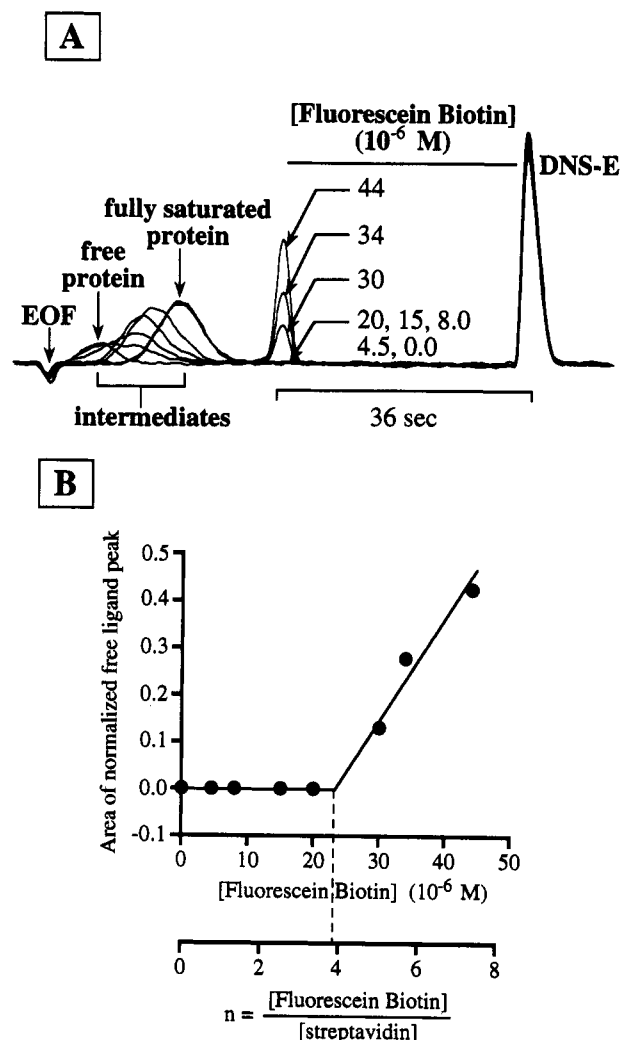 A
[Fluorescein Biotin]
(10⁻⁶ M)
DNS-E
44
fully saturated
protein
34
free
protein
30
EOF
20, 15, 8.0
4.5, 0.0
intermediates
36 sec
B
Area of normalized free ligand peak
0.5
0.4
0.3
0.2
0.1
0.0
-0.1
0 10 20 30 40 50
[Fluorescein Biotin] (10⁻⁶ M)
0 2 4 6 8
n = [Fluorescein Biotin]
[streptavidin]